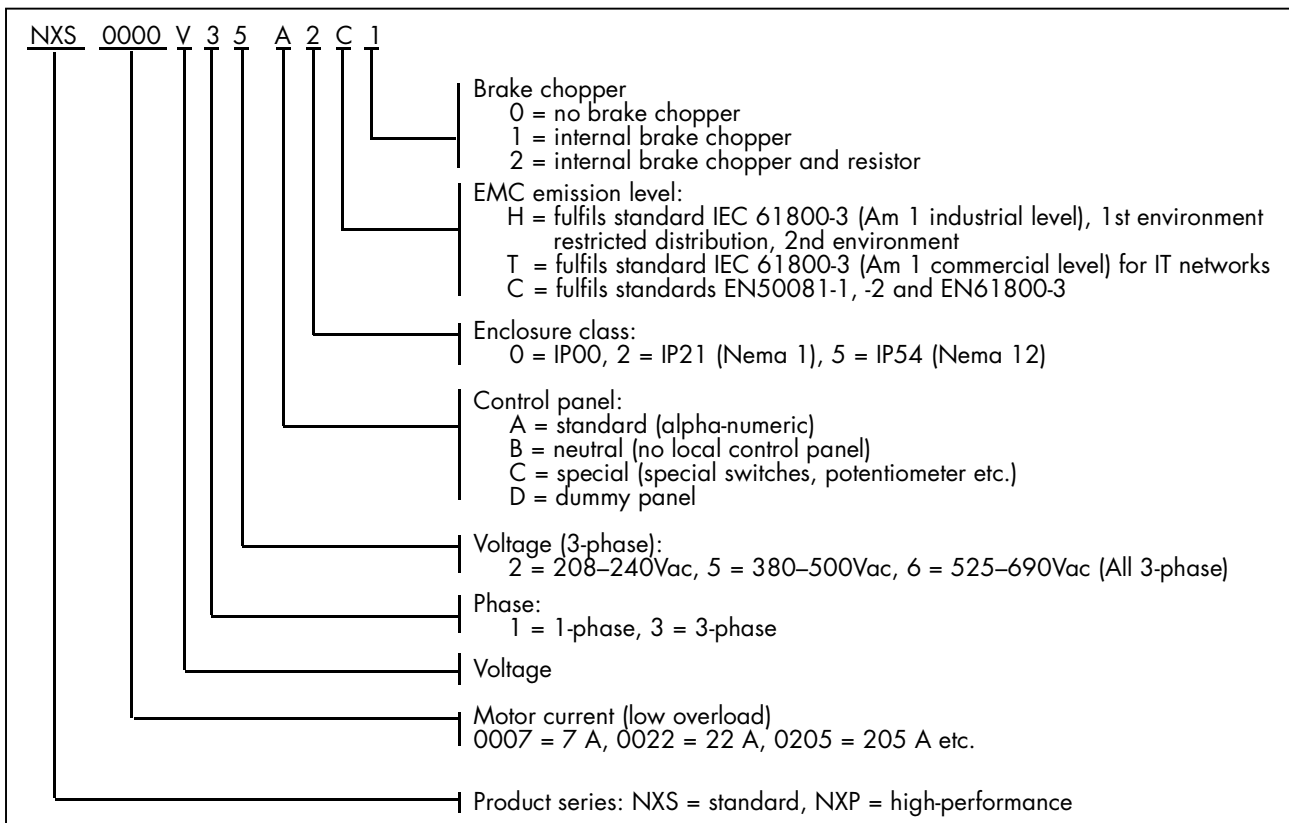 NXS 0000 V 3 5 A 2 C 1
Brake chopper
0 = no brake chopper
1 = internal brake chopper
2 = internal brake chopper and resistor
EMC emission level:
H = fulfils standard IEC 61800-3 (Am 1 industrial level), 1st environment
restricted distribution, 2nd environment
T = fulfils standard IEC 61800-3 (Am 1 commercial level) for IT networks
C = fulfils standards EN50081-1, -2 and EN61800-3
Enclosure class:
0 = IP00, 2 = IP21 (Nema 1), 5 = IP54 (Nema 12)
Control panel:
A = standard (alpha-numeric)
B = neutral (no local control panel)
C = special (special switches, potentiometer etc.)
D = dummy panel
Voltage (3-phase):
2 = 208–240Vac, 5 = 380–500Vac, 6 = 525–690Vac (All 3-phase)
Phase:
1 = 1-phase, 3 = 3-phase
Voltage
Motor current (low overload)
0007 = 7 A, 0022 = 22 A, 0205 = 205 A etc.
Product series: NXS = standard, NXP = high-performance